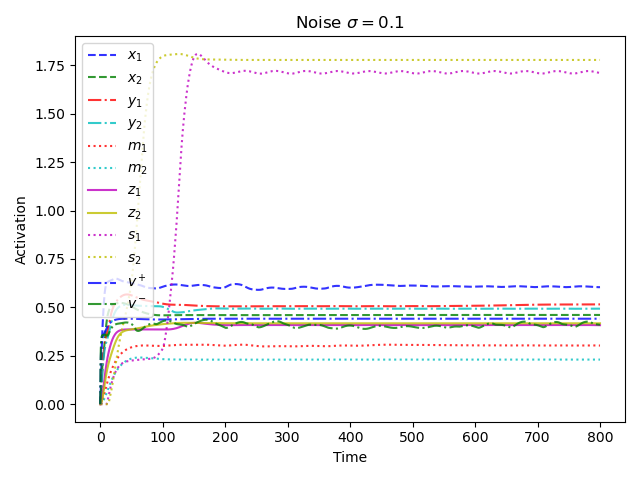 Noise σ = 0.1
Activation
1.75
1.50
1.25
1.00
0.75
0.50
0.25
0.00
x₁
x₂
y₁
y₂
m₁
m₂
z₁
z₂
s₁
s₂
v⁺
v⁻
0 100 200 300 400 500 600 700 800
Time